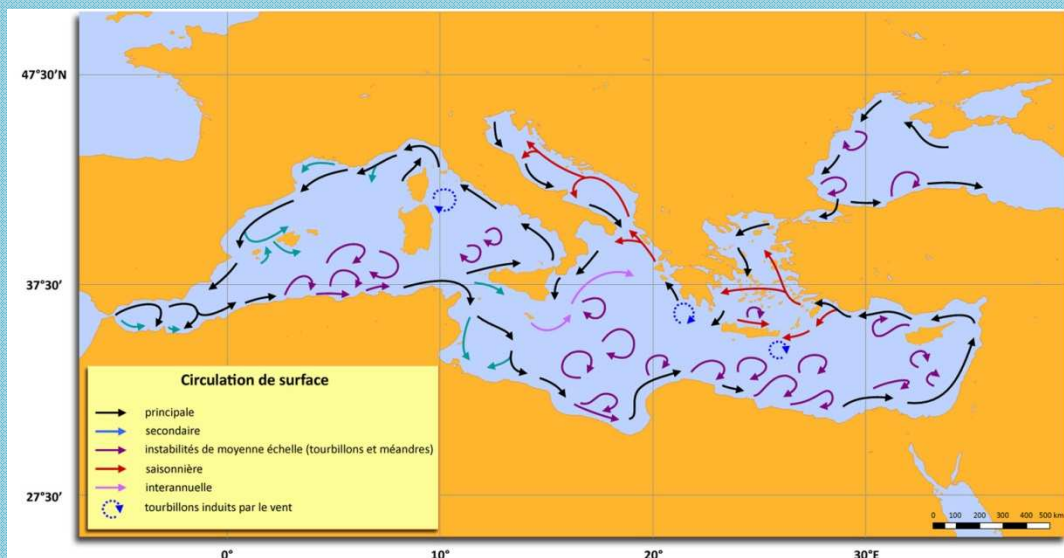 47°30'N
37°30'
27°30'
Circulation de surface
principale
secondaire
instabilités de moyenne échelle (tourbillons et méandres)
saisonnière
interannuelle
tourbillons induits par le vent
0 100 200 300 400 500 km
0° 10° 20° 30°E